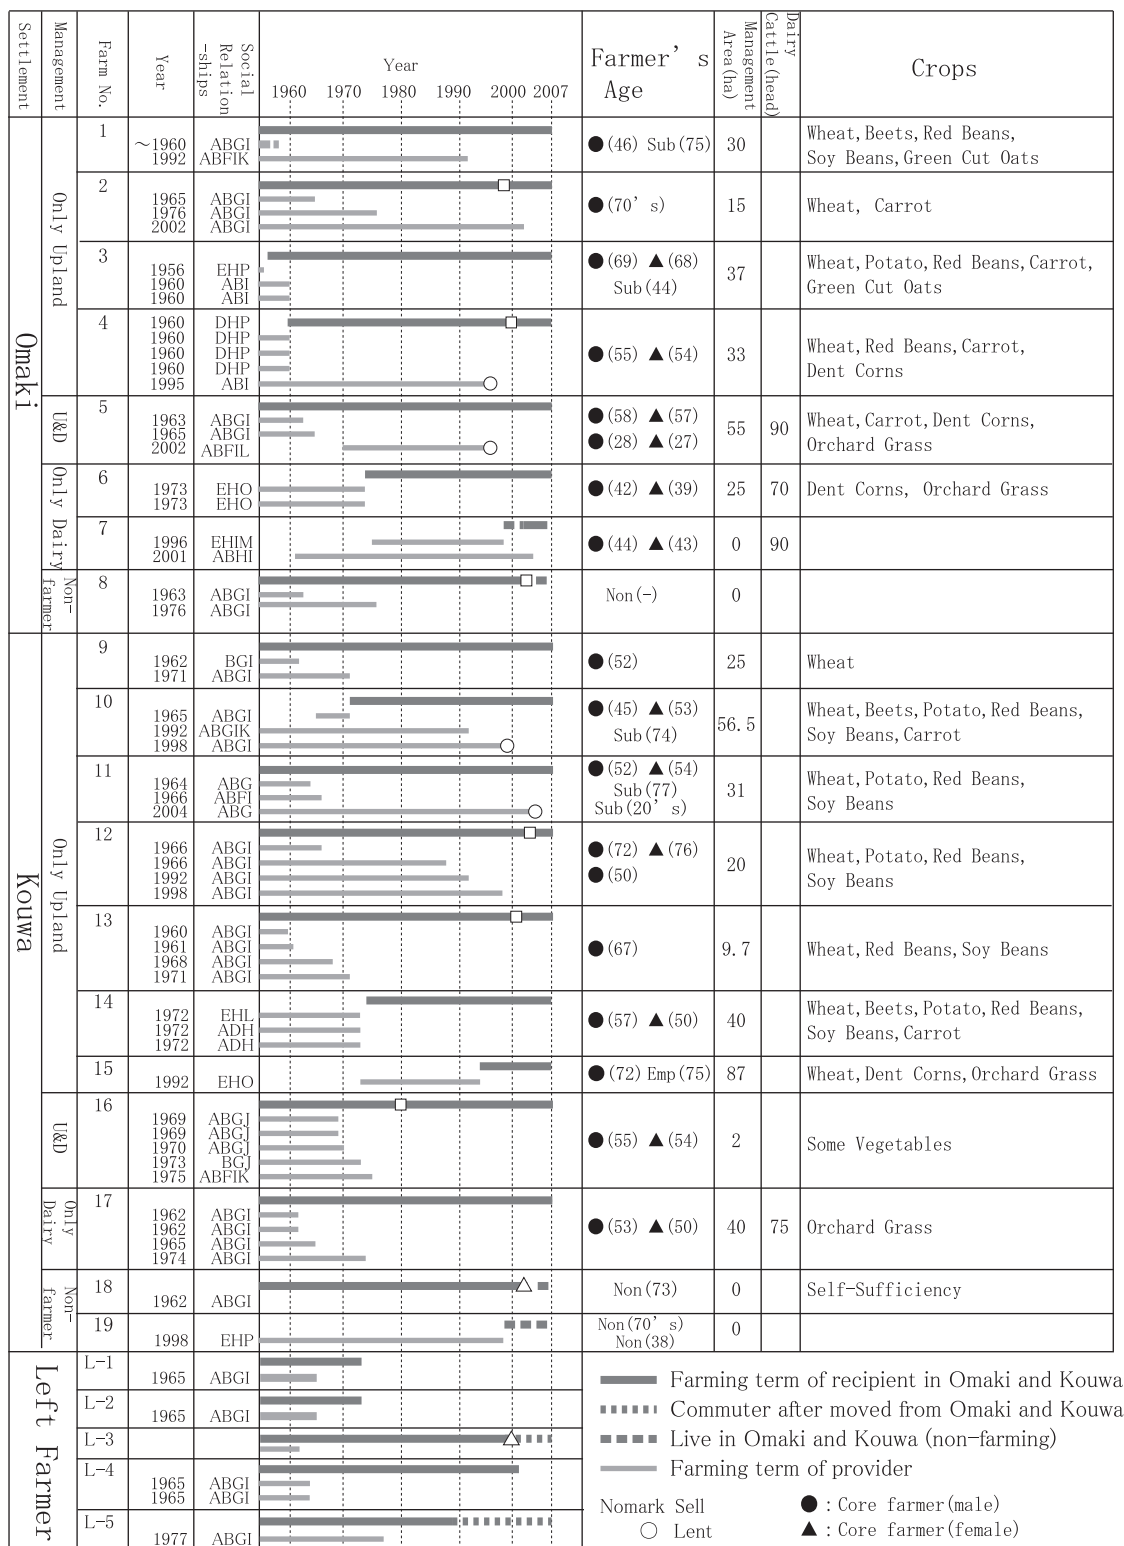 Settlement
Management
Farm No.
Year
Social Relation-ships
Year
1960 1970 1980 1990 2000 2007
Farmer's Age
Management Area(ha)
Dairy Cattle(head)
Crops
Omaki
Only Upland
1
~1960 ABGI
1992 ABFIK
●(46) Sub(75)
30
Wheat, Beets, Red Beans,
Soy Beans, Green Cut Oats
2
1965 ABGI
1976 ABGI
2002 ABGI
●(70's)
15
Wheat, Carrot
3
1956 EHP
1960 ABI
1960 ABI
●(69) ▲(68)
Sub(44)
37
Wheat, Potato, Red Beans, Carrot,
Green Cut Oats
4
1960 DHP
1960 DHP
1960 DHP
1960 DHP
1995 ABI
●(55) ▲(54)
33
Wheat, Red Beans, Carrot,
Dent Corns
U&D
5
1963 ABGI
1965 ABGI
2002 ABFIL
●(58) ▲(57)
●(28) ▲(27)
55
90
Wheat, Carrot, Dent Corns,
Orchard Grass
Only Dairy
6
1973 EHO
1973 EHO
●(42) ▲(39)
25
70
Dent Corns, Orchard Grass
7
1996 EHIM
2001 ABHI
●(44) ▲(43)
0
90
Non-farmer
8
1963 ABGI
1976 ABGI
Non(-)
0
Kouwa
Only Upland
9
1962 BGI
1971 ABGI
●(52)
25
Wheat
10
1965 ABGI
1992 ABGIK
1998 ABGI
●(45) ▲(53)
Sub(74)
56.5
Wheat, Beets, Potato, Red Beans,
Soy Beans, Carrot
11
1964 ABG
1966 ABFI
2004 ABG
●(52) ▲(54)
Sub(77)
Sub(20's)
31
Wheat, Potato, Red Beans,
Soy Beans
12
1966 ABGI
1966 ABGI
1992 ABGI
1998 ABGI
●(72) ▲(76)
●(50)
20
Wheat, Potato, Red Beans,
Soy Beans
13
1960 ABGI
1961 ABGI
1968 ABGI
1971 ABGI
●(67)
9.7
Wheat, Red Beans, Soy Beans
14
1972 EHL
1972 ADH
1972 ADH
●(57) ▲(50)
40
Wheat, Beets, Potato, Red Beans,
Soy Beans, Carrot
15
1992 EHO
●(72) Emp(75)
87
Wheat, Dent Corns, Orchard Grass
U&D
16
1969 ABGJ
1969 ABGJ
1970 ABGJ
1973 BGJ
1975 ABFIK
●(55) ▲(54)
2
Some Vegetables
Only Dairy
17
1962 ABGI
1962 ABGI
1965 ABGI
1974 ABGI
●(53) ▲(50)
40
75
Orchard Grass
Non-farmer
18
1962 ABGI
Non(73)
0
Self-Sufficiency
19
1998 EHP
Non(70's)
Non(38)
0
Left Farmer
L-1
1965 ABGI
L-2
1965 ABGI
L-3
L-4
1965 ABGI
1965 ABGI
L-5
1977 ABGI
Farming term of recipient in Omaki and Kouwa
Commuter after moved from Omaki and Kouwa
Live in Omaki and Kouwa (non-farming)
Farming term of provider
Nomark Sell
○ Lent
● : Core farmer(male)
▲ : Core farmer(female)